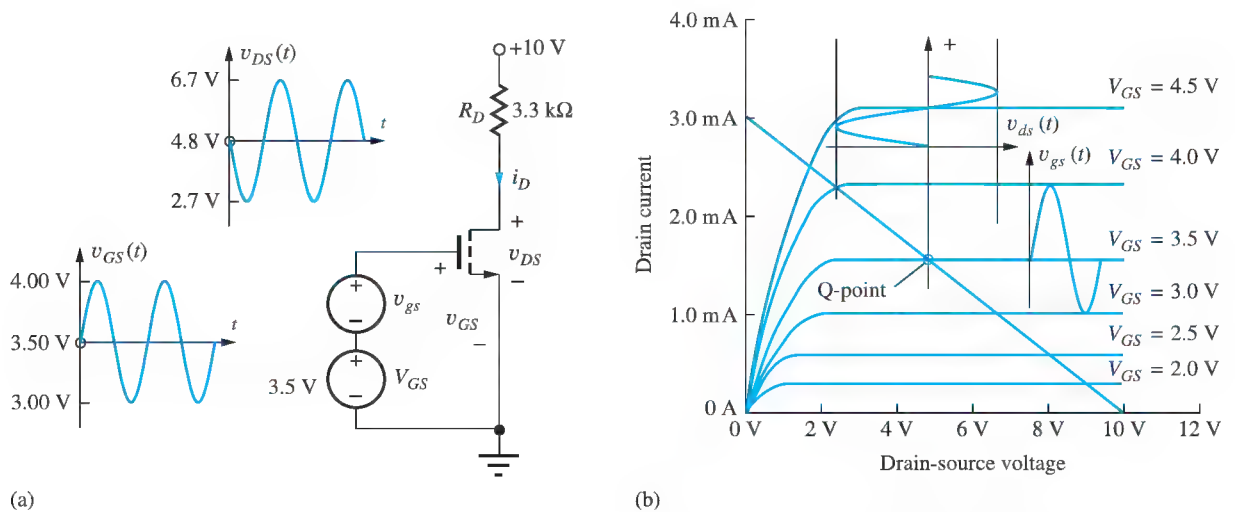 v_DS(t)
6.7 V
4.8 V
2.7 V
t
v_GS(t)
4.00 V
3.50 V
3.00 V
t
+10 V
R_D
3.3 kΩ
i_D
+
v_DS
−
+
v_GS
−
+
v_gs
−
+
3.5 V
V_GS
−
(a)
Drain current
4.0 mA
3.0 mA
2.0 mA
1.0 mA
0 A
+
v_ds(t)
v_gs(t)
Q-point
V_GS = 4.5 V
V_GS = 4.0 V
V_GS = 3.5 V
V_GS = 3.0 V
V_GS = 2.5 V
V_GS = 2.0 V
0 V 2 V 4 V 6 V 8 V 10 V 12 V
Drain-source voltage
(b)